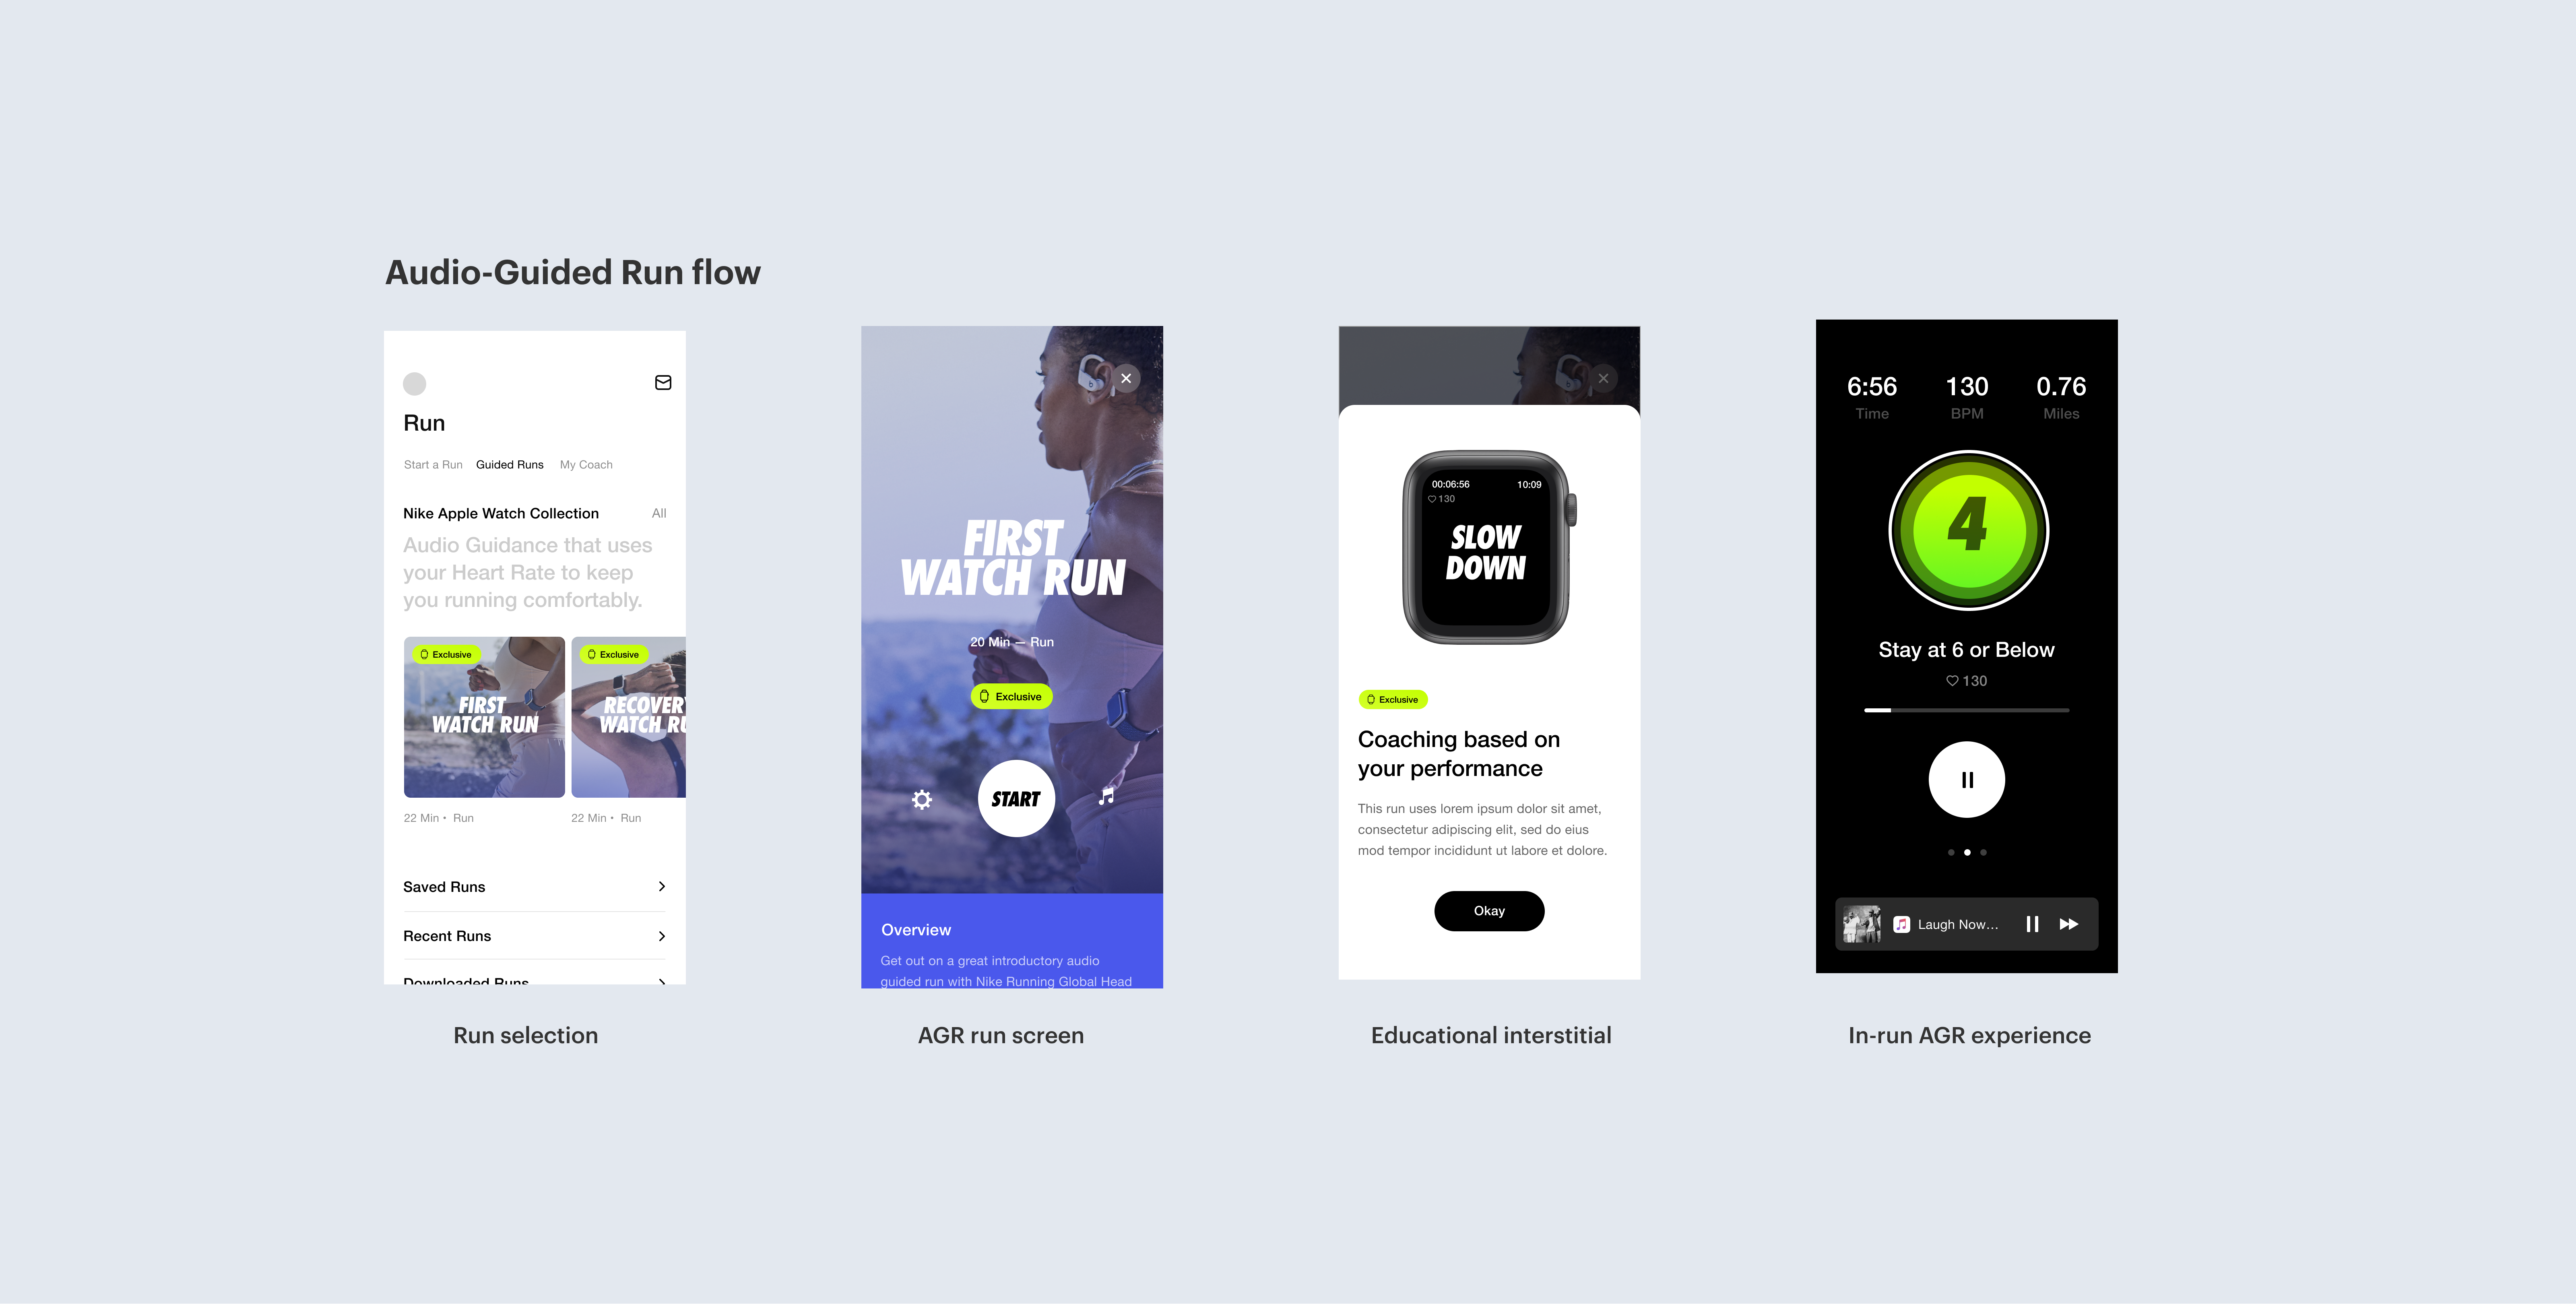 Audio-Guided Run flow
Run
Start a Run Guided Runs My Coach
Nike Apple Watch Collection All
Audio Guidance that uses
your Heart Rate to keep
you running comfortably.
Exclusive
FIRST
WATCH RUN
22 Min • Run
Exclusive
RECOVERY
WATCH RU
22 Min • Run
Saved Runs
Recent Runs
Downloaded Runs
Run selection
FIRST
WATCH RUN
20 Min — Run
Exclusive
START
Overview
Get out on a great introductory audio
guided run with Nike Running Global Head
AGR run screen
00:06:56 10:09
130
SLOW
DOWN
Exclusive
Coaching based on
your performance
This run uses lorem ipsum dolor sit amet,
consectetur adipiscing elit, sed do eius
mod tempor incididunt ut labore et dolore.
Okay
Educational interstitial
6:56 130 0.76
Time BPM Miles
4
Stay at 6 or Below
130
Laugh Now...
In-run AGR experience